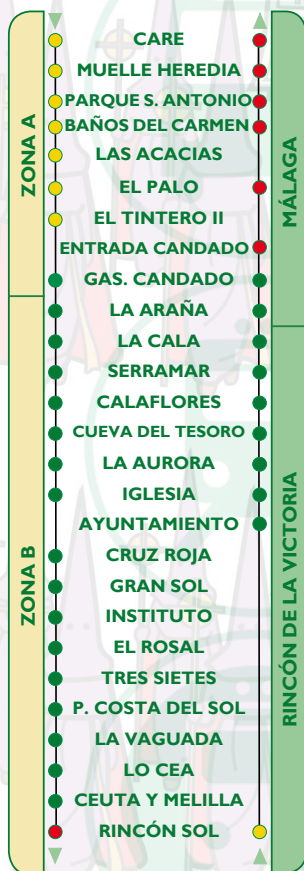 ZONA A
ZONA B
CARE
MUELLE HEREDIA
PARQUE S. ANTONIO
BAÑOS DEL CARMEN
LAS ACACIAS
EL PALO
EL TINTERO II
ENTRADA CANDADO
GAS. CANDADO
LA ARAÑA
LA CALA
SERRAMAR
CALAFLORES
CUEVA DEL TESORO
LA AURORA
IGLESIA
AYUNTAMIENTO
CRUZ ROJA
GRAN SOL
INSTITUTO
EL ROSAL
TRES SIETES
P. COSTA DEL SOL
LA VAGUADA
LO CEA
CEUTA Y MELILLA
RINCÓN SOL
MÁLAGA
RINCÓN DE LA VICTORIA